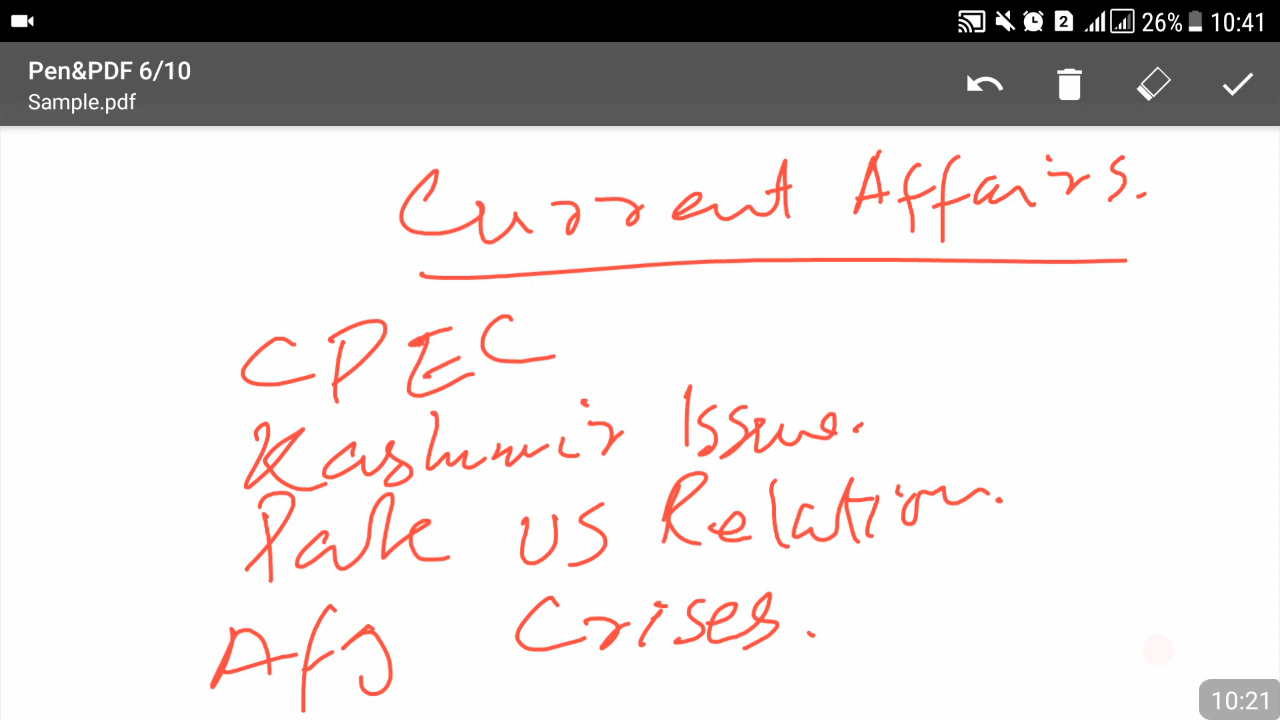 26% 10:41
Pen&PDF 6/10
Sample.pdf
Current Affairs.
CPEC
Kashmir Issue.
Pak US Relation.
Afg Crises.
10:21